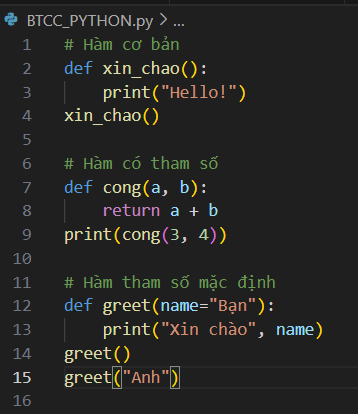 BTCC_PYTHON.py > ...
1 # Hàm cơ bản
2 def xin_chao():
3     print("Hello!")
4 xin_chao()
5
6 # Hàm có tham số
7 def cong(a, b):
8     return a + b
9 print(cong(3, 4))
10
11 # Hàm tham số mặc định
12 def greet(name="Bạn"):
13     print("Xin chào", name)
14 greet()
15 greet("Anh")
16